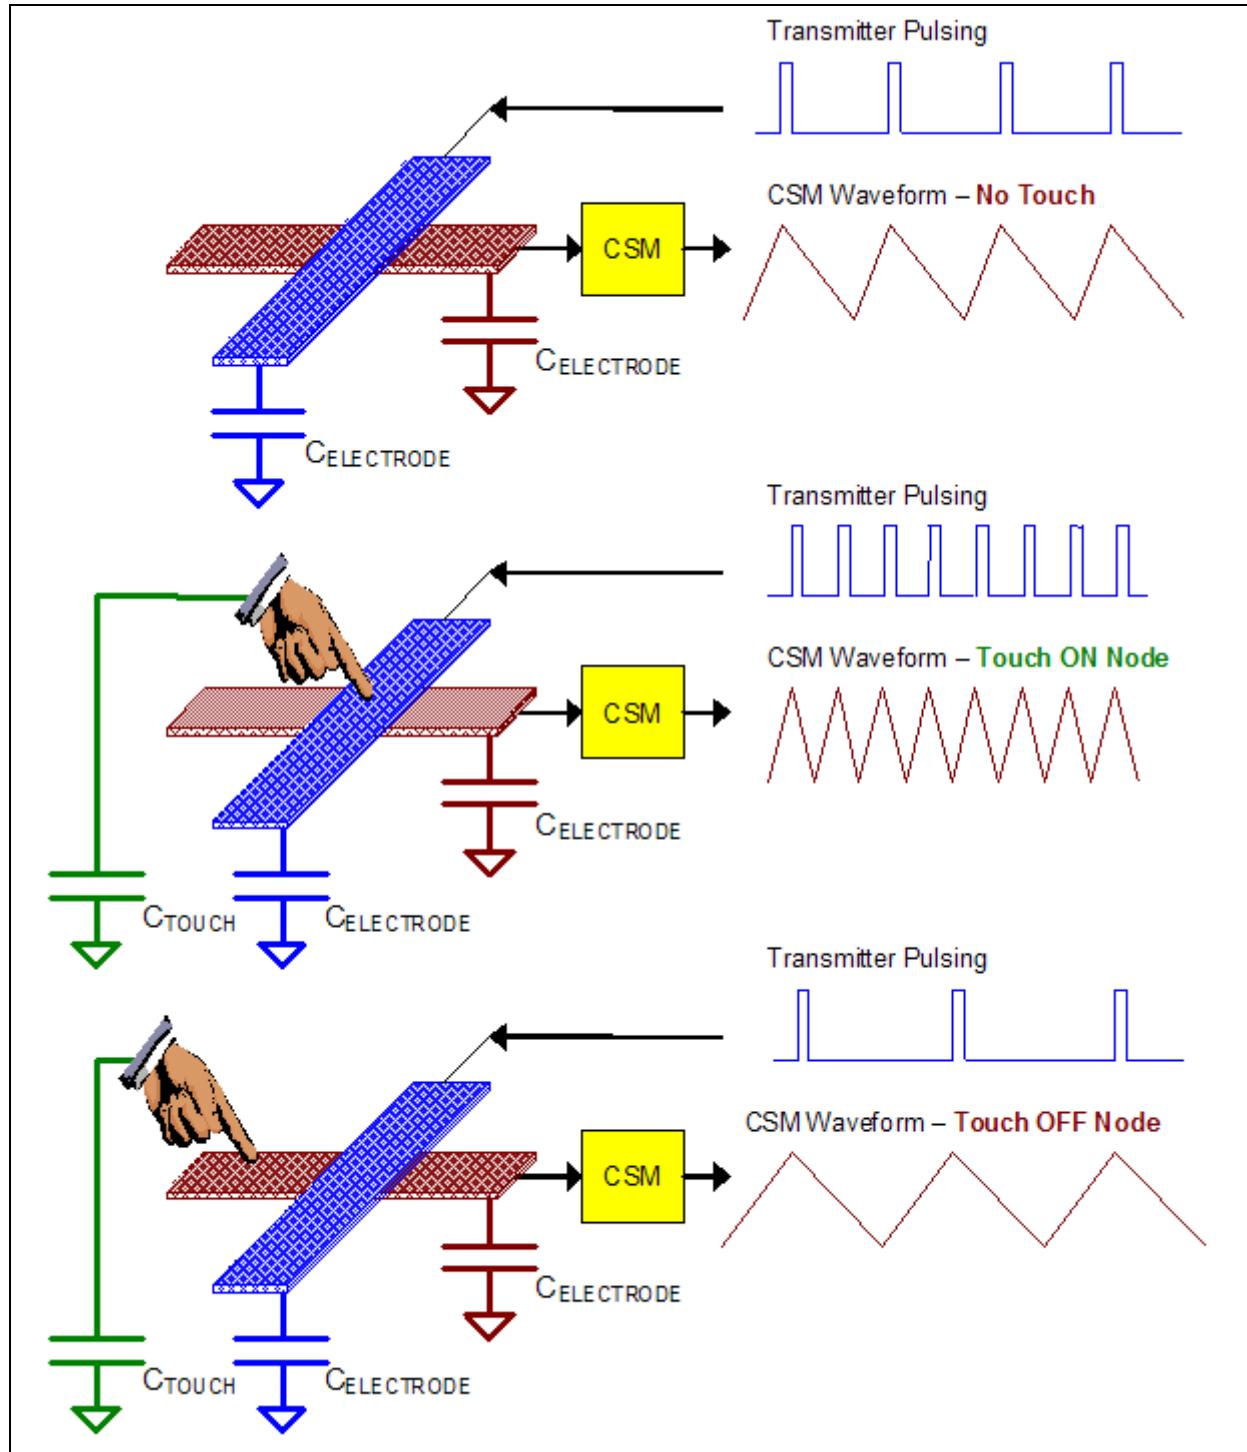 Transmitter Pulsing
CSM Waveform – No Touch
CSM
CELECTRODE
CELECTRODE
Transmitter Pulsing
CSM Waveform – Touch ON Node
CSM
CELECTRODE
CTOUCH
CELECTRODE
Transmitter Pulsing
CSM Waveform – Touch OFF Node
CSM
CELECTRODE
CTOUCH
CELECTRODE